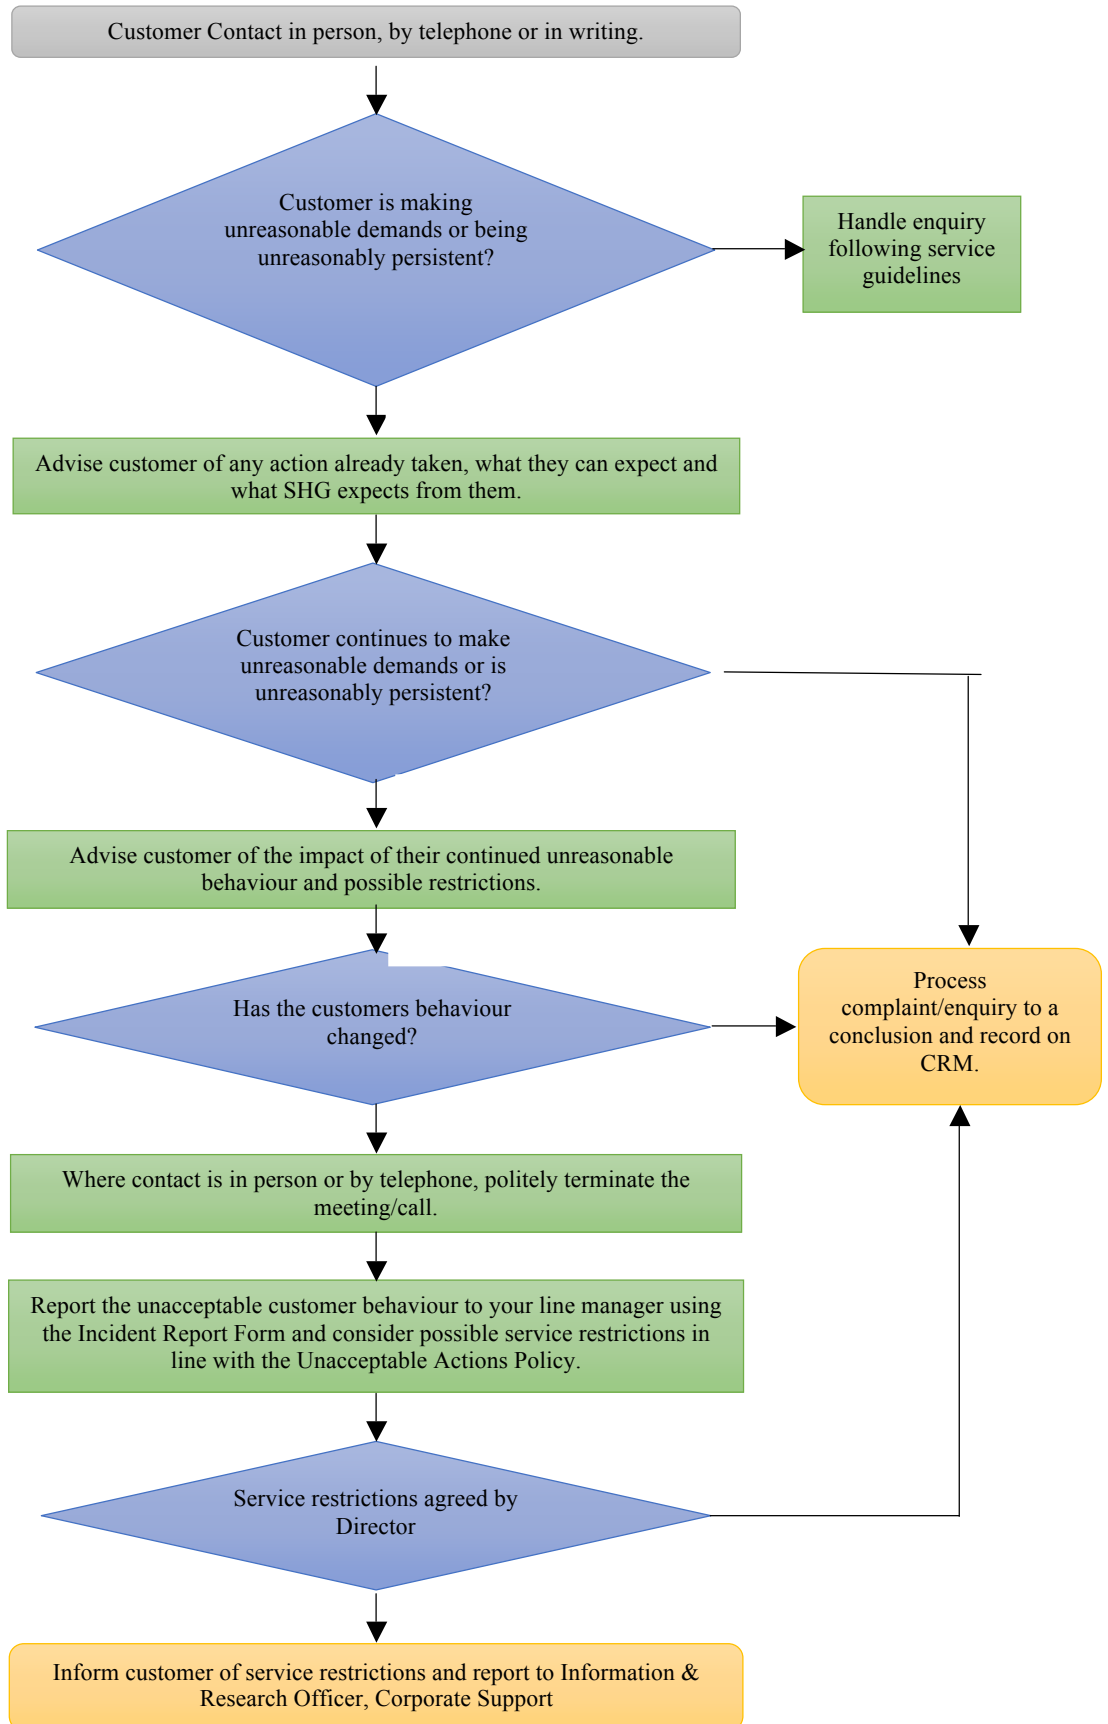 Customer Contact in person, by telephone or in writing.
Customer is making
unreasonable demands or being
unreasonably persistent?
Handle enquiry
following service
guidelines
Advise customer of any action already taken, what they can expect and
what SHG expects from them.
Customer continues to make
unreasonable demands or is
unreasonably persistent?
Advise customer of the impact of their continued unreasonable
behaviour and possible restrictions.
Has the customers behaviour
changed?
Process
complaint/enquiry to a
conclusion and record on
CRM.
Where contact is in person or by telephone, politely terminate the
meeting/call.
Report the unacceptable customer behaviour to your line manager using
the Incident Report Form and consider possible service restrictions in
line with the Unacceptable Actions Policy.
Service restrictions agreed by
Director
Inform customer of service restrictions and report to Information &
Research Officer, Corporate Support